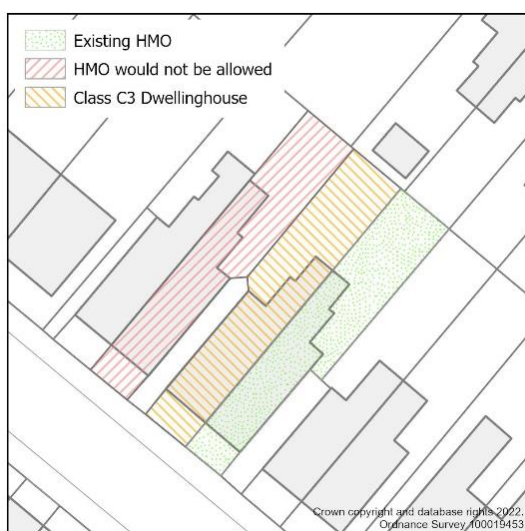 Existing HMO
HMO would not be allowed
Class C3 Dwellinghouse
Crown copyright and database rights 2022.
Ordnance Survey 100019453